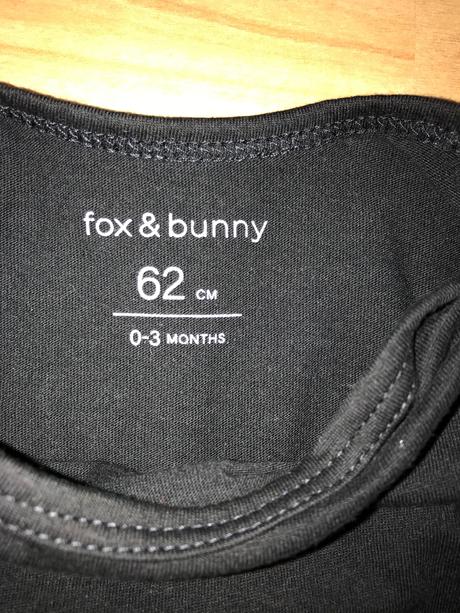 fox & bunny
62 CM
0-3 MONTHS